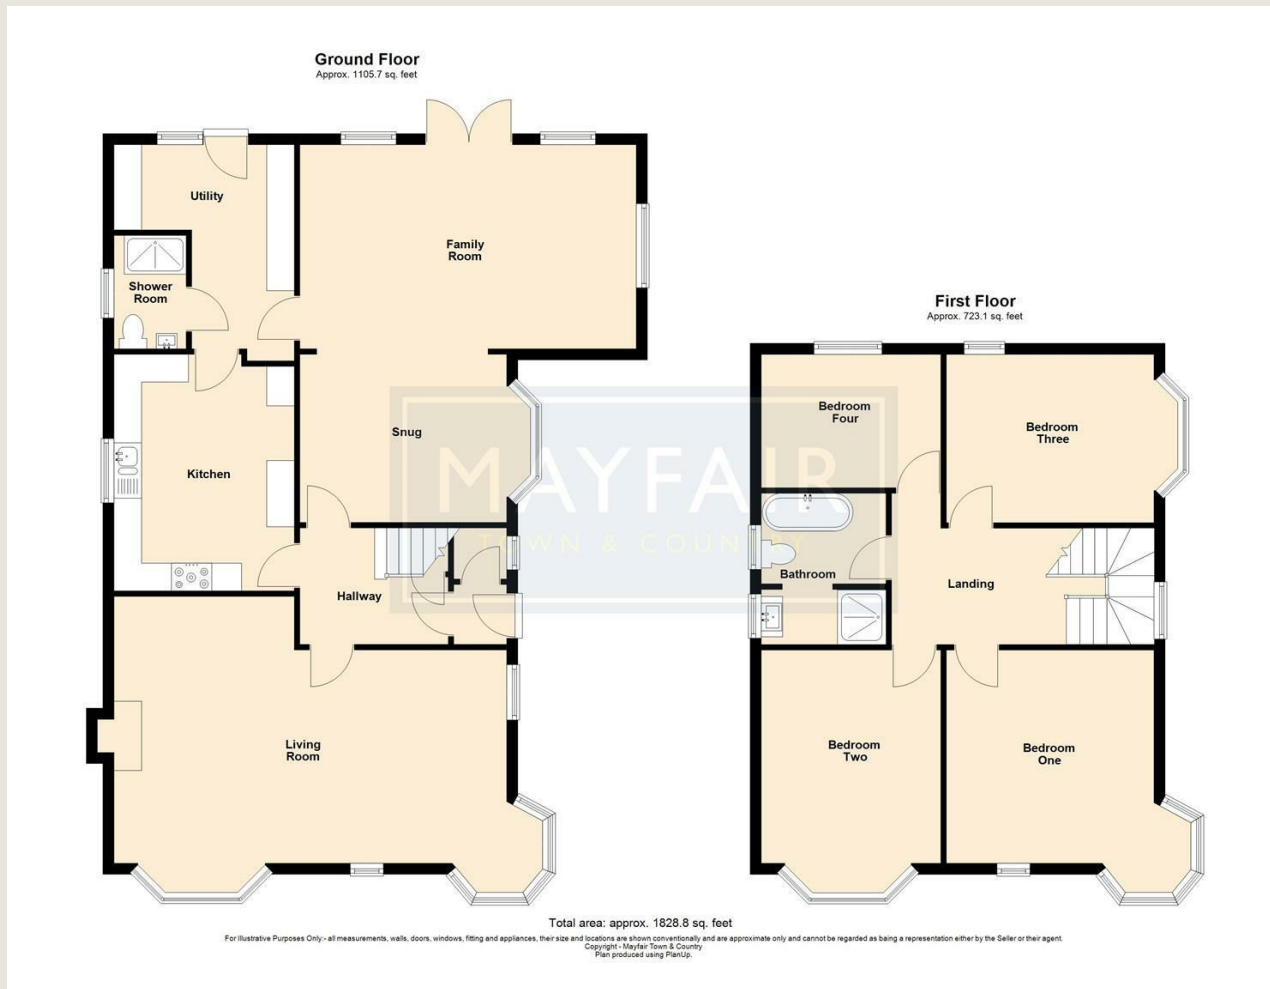 Ground Floor
Approx. 1105.7 sq. feet
Utility
Family
Room
Shower
Room
Snug
Kitchen
Hallway
Living
Room
First Floor
Approx. 723.1 sq. feet
Bedroom
Four
Bedroom
Three
Bathroom
Landing
Bedroom
Two
Bedroom
One
MAYFAIR
TOWN & COUNTRY
Total area: approx. 1828.8 sq. feet
For Illustrative Purposes Only:- all measurements, walls, doors, windows, fitting and appliances, their size and locations are shown conventionally and are approximate only and cannot be regarded as being a representation either by the Seller or their agent.
Copyright - Mayfair Town & Country
Plan produced using PlanUp.